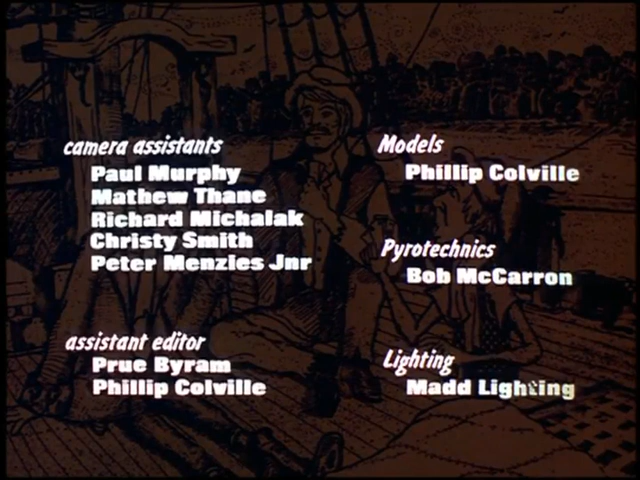 camera assistants
Paul Murphy
Mathew Thane
Richard Michalak
Christy Smith
Peter Menzies Jnr
assistant editor
Prue Byram
Phillip Colville
Models
Phillip Colville
Pyrotechnics
Bob McCarron
Lighting
Madd Lighting